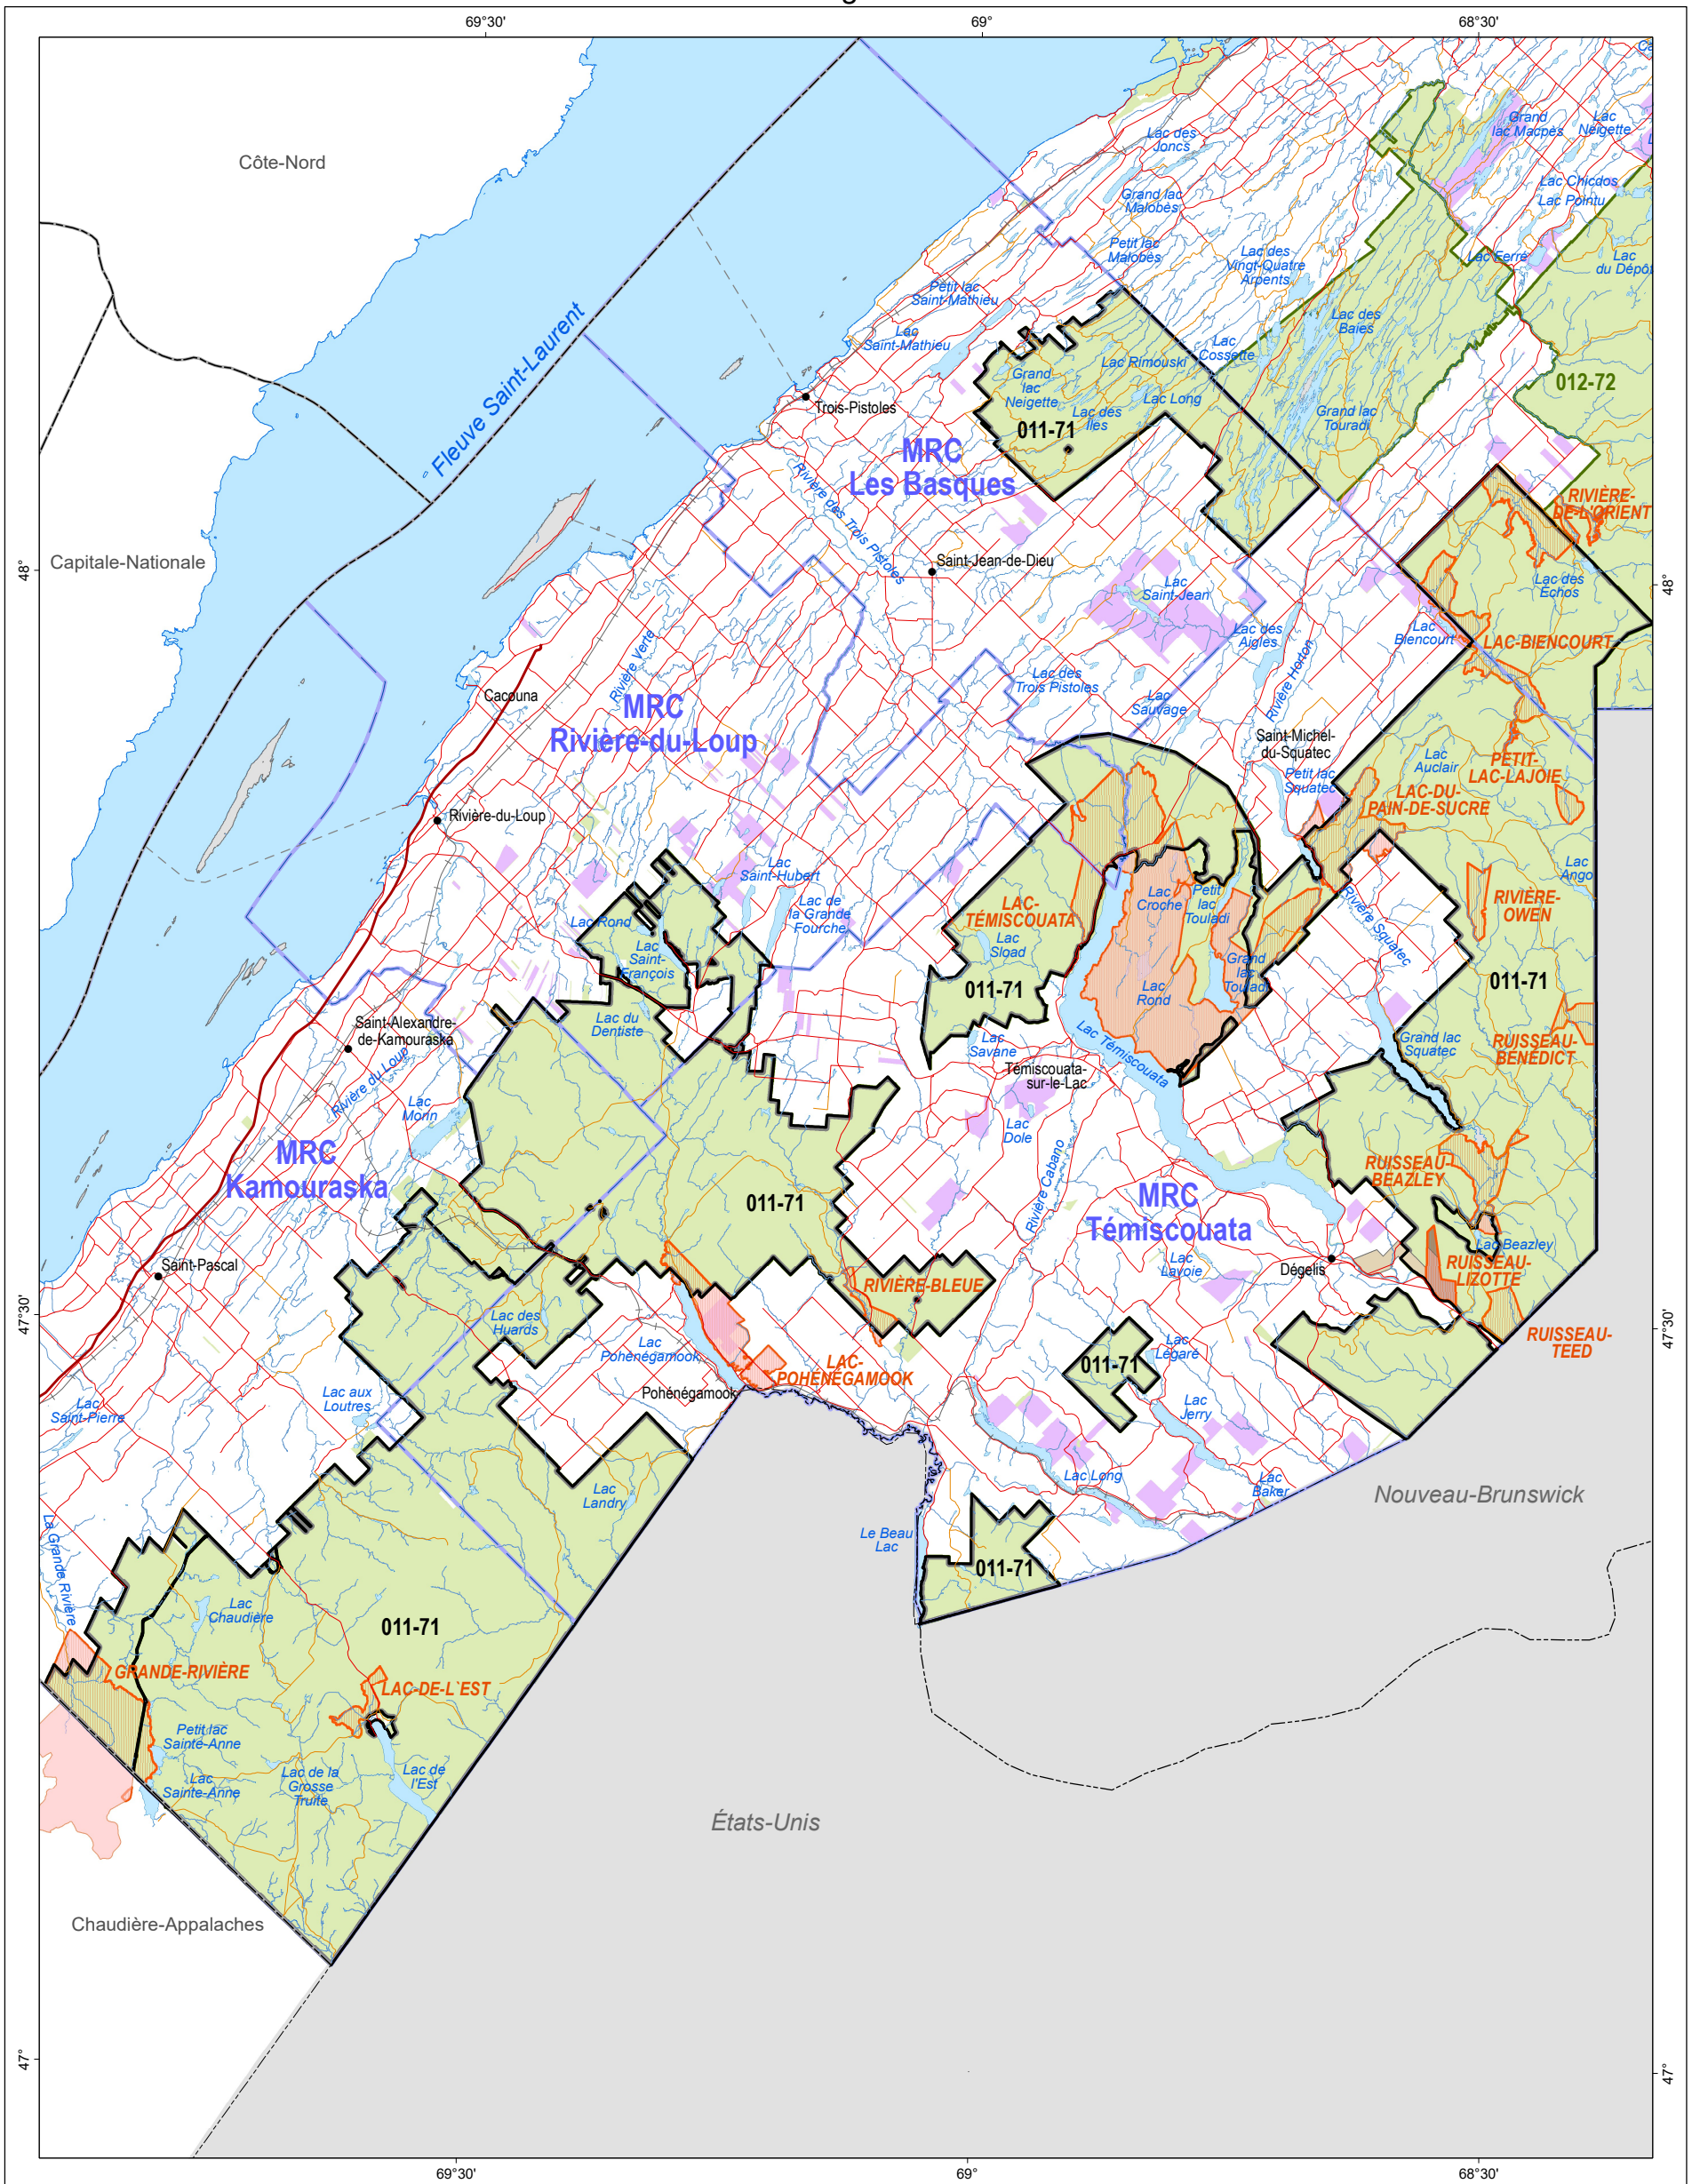 69°30'
69°
68°30'
Côte-Nord
Lac des
Joncs
Grand
lac Macpès
Lac
Neigette
Grand lac
Malobès
Lac Chicdos
Lac Pointu
Petit lac
Malobès
Lac des
Vingt-Quatre
Arpents
Lac Ferré
Lac
du Dépôt
Petit lac
Saint-Mathieu
Lac
Saint-Mathieu
Lac des
Baies
Fleuve Saint-Laurent
Lac
Cossette
Lac Rimouski
Grand
lac
Neigette
Lac Long
Lac des
Îles
012-72
Trois-Pistoles
Grand lac
Touradi
011-71
MRC
Les Basques
Rivière des Trois Pistoles
RIVIÈRE-
DE-L'ORIENT
Capitale-Nationale
48°
48°
Saint-Jean-de-Dieu
Lac
Saint-Jean
Lac des
Échos
Lac des
Aigles
Lac
Biencourt
LAC-BIENCOURT
Rivière Verte
Rivière Horton
Lac des
Trois Pistoles
Lac
Sauvage
Cacouna
MRC
Rivière-du-Loup
Saint-Michel-
du-Squatec
Petit lac
Squatec
Lac
Auclair
PETIT-
LAC-LAJOIE
LAC-DU-
PAIN-DE-SUCRE
Rivière-du-Loup
Lac
Saint-Hubert
Lac
Ango
Lac de
la Grande
Fourche
LAC-
TÉMISCOUATA
Lac
Croche
Petit
lac
Touladi
RIVIÈRE-
OWEN
Lac Rond
Lac
Saint-
François
Lac
Sload
Rivière Squatec
Grand
lac
Touladi
011-71
Lac
Rond
011-71
Lac du
Dentiste
Saint-Alexandre-
de-Kamouraska
Lac
Savane
Lac Témiscouata
Grand lac
Squatec
RUISSEAU-
BÉNÉDICT
Rivière du Loup
Témiscouata-
sur-le-Lac
Lac
Morin
Lac
Dole
MRC
Kamouraska
Rivière Cabano
RUISSEAU-
BEAZLEY
011-71
MRC
Témiscouata
Lac Beazley
Saint-Pascal
Lac
Lavoie
Dégelis
RUISSEAU-
LIZOTTE
RIVIÈRE-BLEUE
47°30'
47°30'
Lac des
Huards
Lac
Pohénégamook
RUISSEAU-
TEED
LAC-
POHÉNÉGAMOOK
011-71
Lac
Légaré
Pohénégamook
Lac aux
Loutres
Lac
Saint-Pierre
Lac
Jerry
Lac Long
Lac
Baker
Lac
Landry
Nouveau-Brunswick
La Grande Rivière
Le Beau
Lac
011-71
Lac
Chaudière
011-71
GRANDE-RIVIÈRE
LAC-DE-L`EST
Petit lac
Sainte-Anne
Lac
Sainte-Anne
Lac de la
Grosse
Truite
Lac de
l'Est
États-Unis
Chaudière-Appalaches
47°
47°
69°30'
69°
68°30'